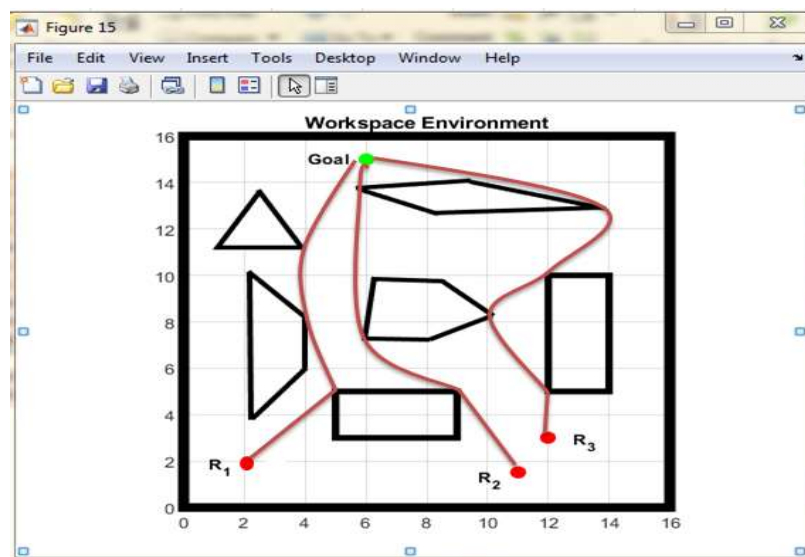 Figure 15
File Edit View Insert Tools Desktop Window Help
Workspace Environment
16
Goal
14
12
10
8
6
4
R3
2
R1
R2
0
0 2 4 6 8 10 12 14 16